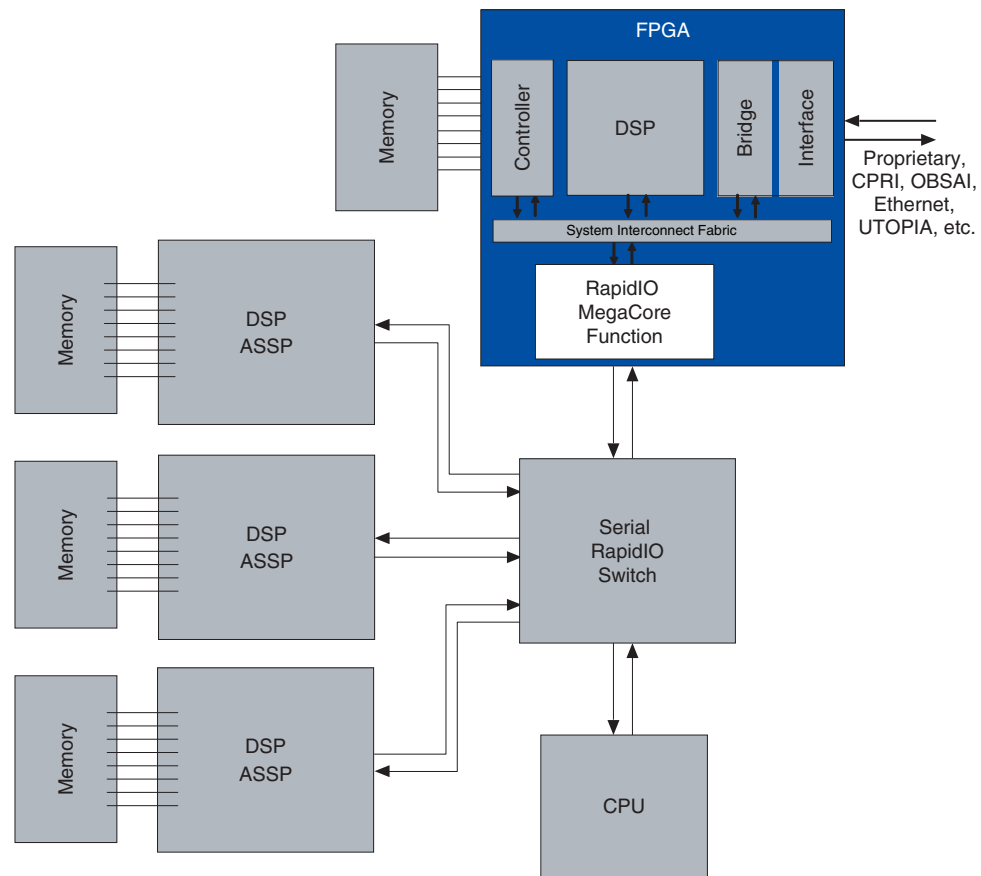 FPGA
Memory
Controller
DSP
Bridge
Interface
Proprietary,
CPRI, OBSAI,
Ethernet,
UTOPIA, etc.
System Interconnect Fabric
RapidIO
MegaCore
Function
Memory
DSP
ASSP
Memory
DSP
ASSP
Serial
RapidIO
Switch
Memory
DSP
ASSP
CPU